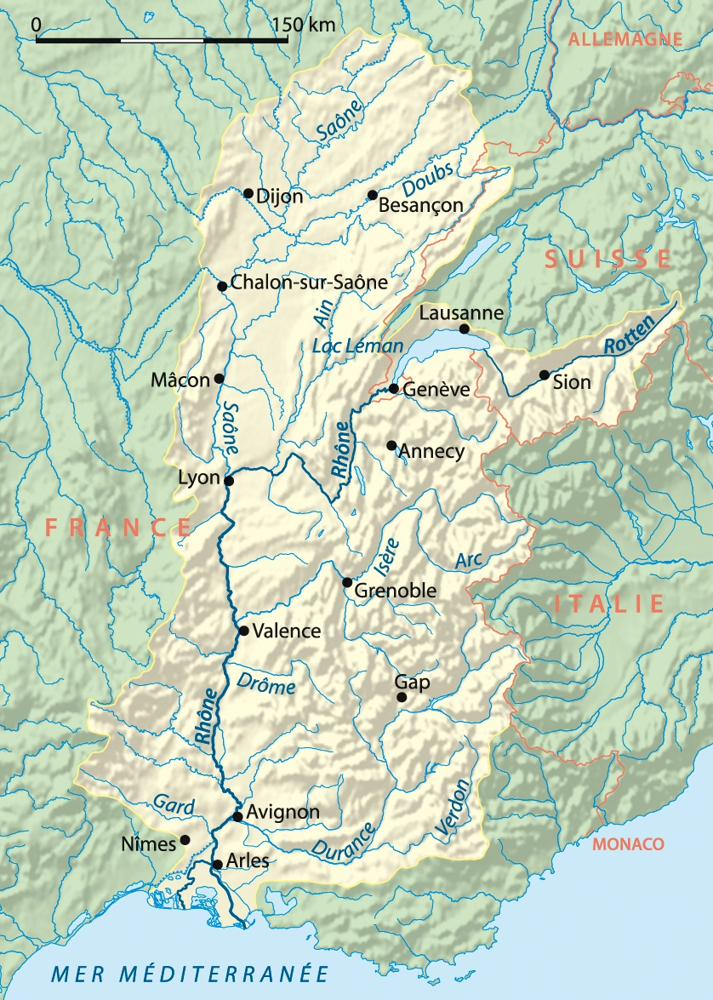 0 150 km
ALLEMAGNE
Saône
Doubs
Dijon
Besançon
SUISSE
Chalon-sur-Saône
Ain
Lausanne
Rotten
Lac Léman
Mâcon
Sion
Genève
Saône
Rhône
Annecy
Lyon
FRANCE
Isère
Arc
Grenoble
ITALIE
Valence
Drôme
Gap
Rhône
Gard
Avignon
Verdon
Nîmes
Durance
MONACO
Arles
MER MÉDITERRANÉE